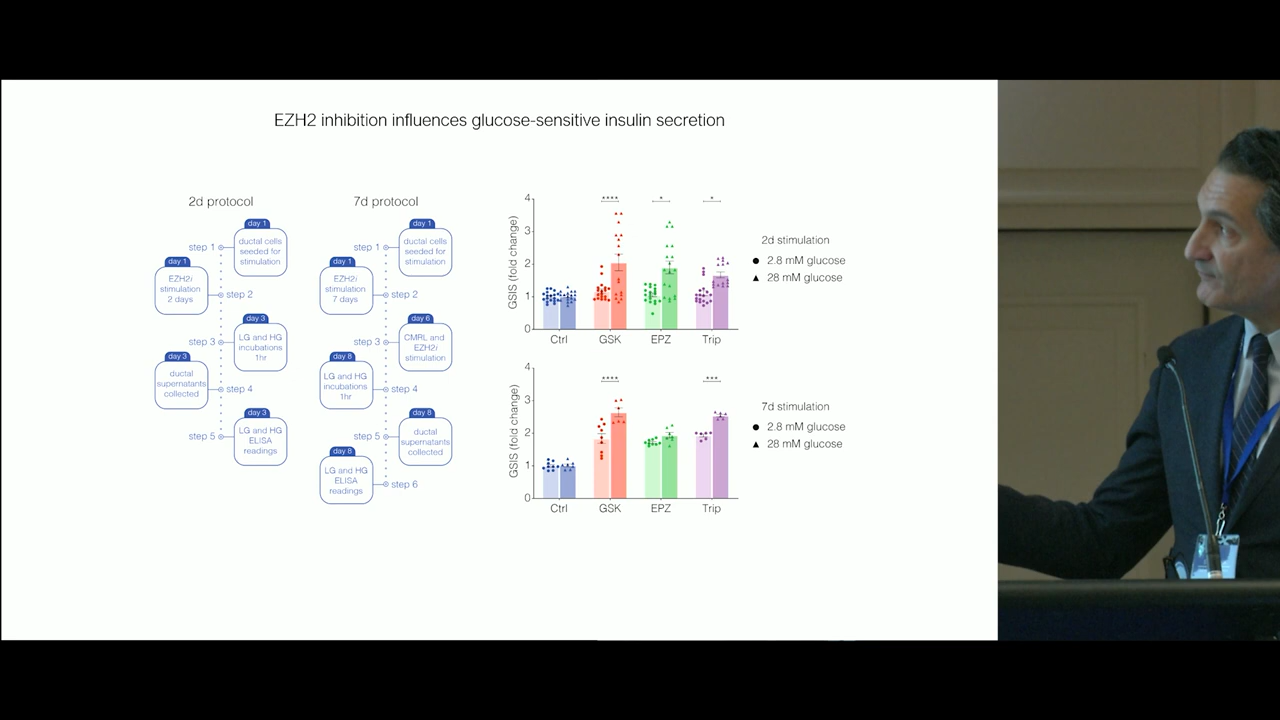 EZH2 inhibition influences glucose-sensitive insulin secretion
2d protocol
day 1
step 1
ductal cells
seeded for
stimulation
day 1
EZH2i
stimulation
2 days
step 2
day 3
step 3
LG and HG
incubations
1hr
day 3
ductal
supernatants
collected
step 4
day 3
step 5
LG and HG
ELISA
readings
7d protocol
day 1
step 1
ductal cells
seeded for
stimulation
day 1
EZH2i
stimulation
7 days
step 2
day 6
step 3
CMRL and
EZH2i
stimulation
day 8
LG and HG
incubations
1hr
step 4
day 8
step 5
ductal
supernatants
collected
day 8
LG and HG
ELISA
readings
step 6
GSIS (fold change)
4
3
2
1
0
****
*
*
Ctrl
GSK
EPZ
Trip
2d stimulation
● 2.8 mM glucose
▲ 28 mM glucose
GSIS (fold change)
4
3
2
1
0
****
***
Ctrl
GSK
EPZ
Trip
7d stimulation
● 2.8 mM glucose
▲ 28 mM glucose